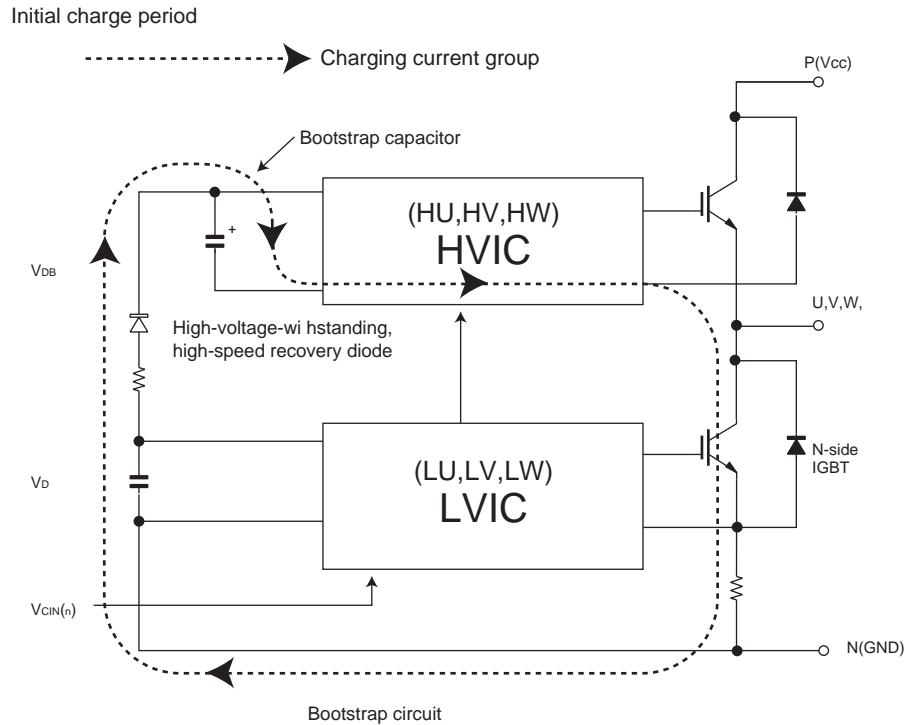 Initial charge period
Charging current group
P(Vcc)
Bootstrap capacitor
(HU,HV,HW)
HVIC
+
VDB
U,V,W,
High-voltage-wi hstanding,
high-speed recovery diode
(LU,LV,LW)
LVIC
N-side
IGBT
VD
VCIN(n)
N(GND)
Bootstrap circuit